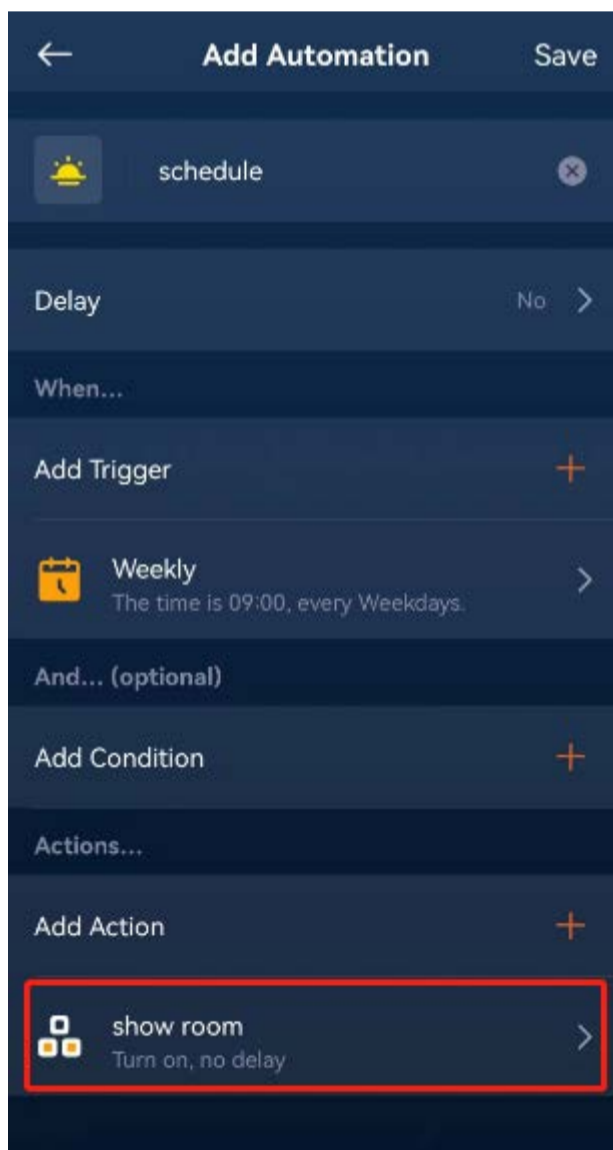 Add Automation Save
schedule
Delay No
When...
Add Trigger
Weekly
The time is 09:00, every Weekdays.
And... (optional)
Add Condition
Actions...
Add Action
show room
Turn on, no delay